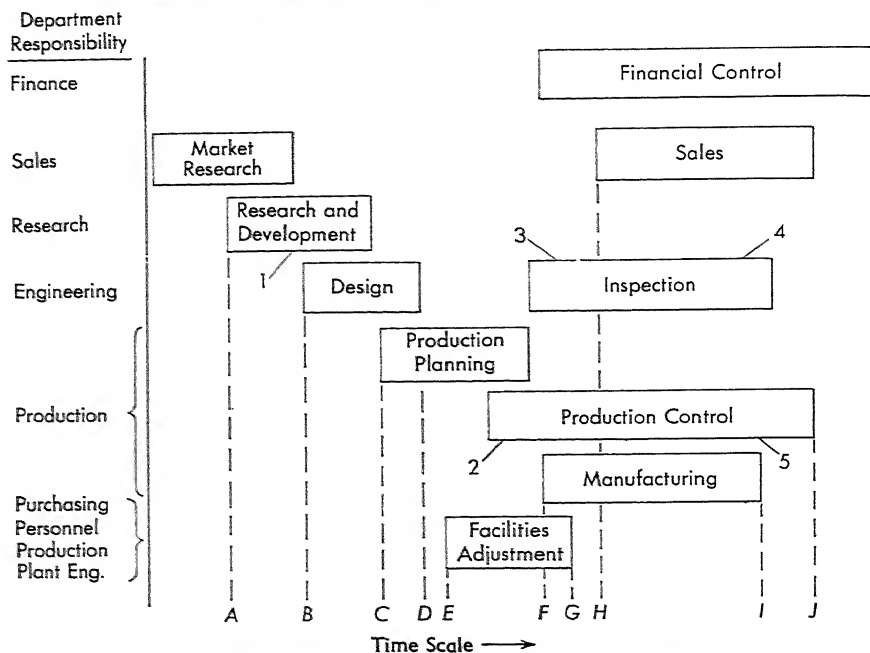 Department
Responsibility
Finance
Financial Control
Sales
Market
Research
Sales
Research
Research and
Development
1
3
4
Engineering
Design
Inspection
Production
Planning
Production
Production Control
2
5
Manufacturing
Purchasing
Personnel
Production
Plant Eng.
Facilities
Adjustment
A B C D E F G H I J
Time Scale